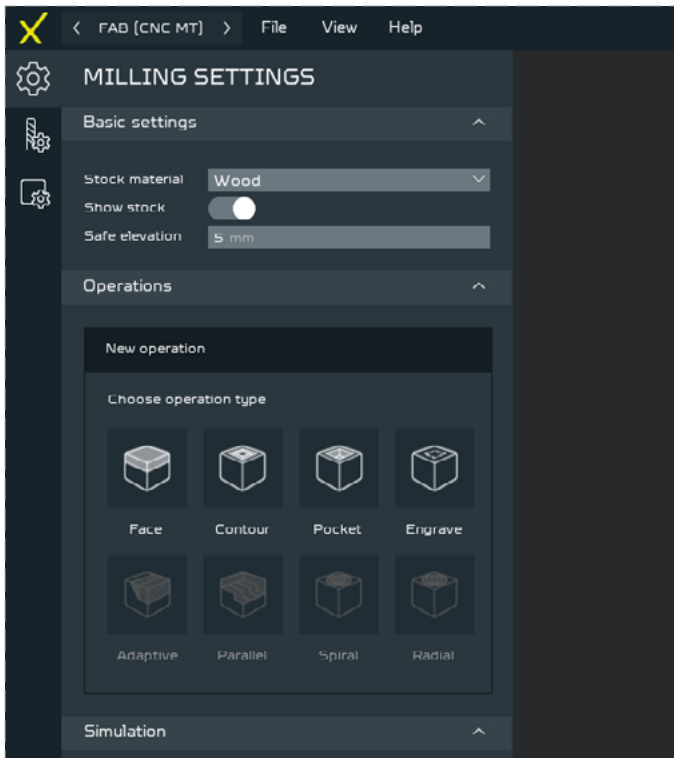 FAB (CNC MT) File View Help
MILLING SETTINGS
Basic settings
Stock material Wood
Show stock
Safe elevation 5 mm
Operations
New operation
Choose operation type
Face Contour Pocket Engrave
Adaptive Parallel Spiral Radial
Simulation